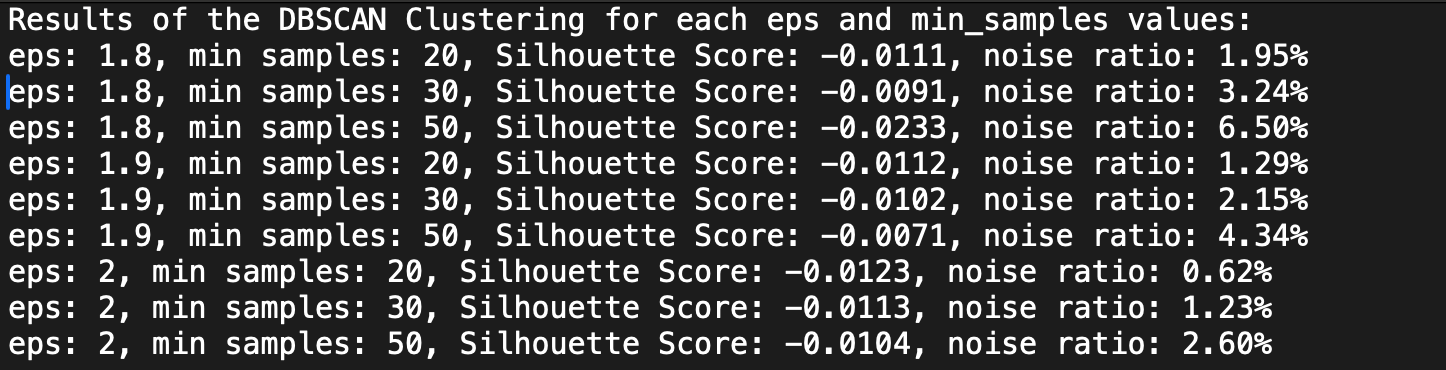 Results of the DBSCAN Clustering for each eps and min_samples values:
eps: 1.8, min samples: 20, Silhouette Score: -0.0111, noise ratio: 1.95%
eps: 1.8, min samples: 30, Silhouette Score: -0.0091, noise ratio: 3.24%
eps: 1.8, min samples: 50, Silhouette Score: -0.0233, noise ratio: 6.50%
eps: 1.9, min samples: 20, Silhouette Score: -0.0112, noise ratio: 1.29%
eps: 1.9, min samples: 30, Silhouette Score: -0.0102, noise ratio: 2.15%
eps: 1.9, min samples: 50, Silhouette Score: -0.0071, noise ratio: 4.34%
eps: 2, min samples: 20, Silhouette Score: -0.0123, noise ratio: 0.62%
eps: 2, min samples: 30, Silhouette Score: -0.0113, noise ratio: 1.23%
eps: 2, min samples: 50, Silhouette Score: -0.0104, noise ratio: 2.60%